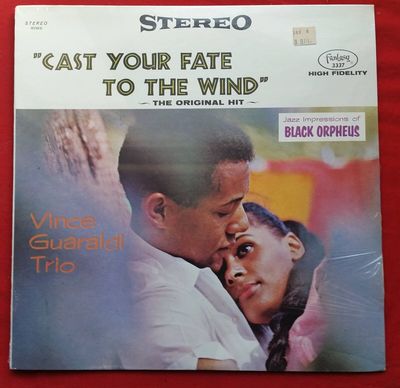 STEREO
STEREO
"CAST YOUR FATE
TO THE WIND"
THE ORIGINAL HIT
Fantasy
3337
HIGH FIDELITY
Jazz Impressions of
BLACK ORPHEUS
Vince
Guaraldi
Trio